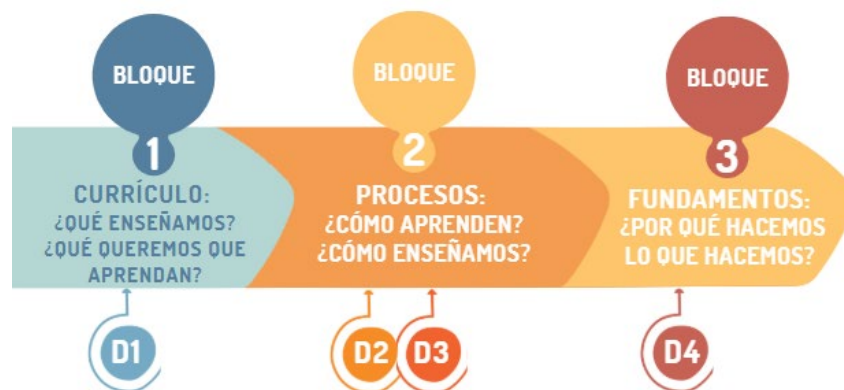 BLOQUE
1
CURRÍCULO:
¿QUÉ ENSEÑAMOS?
¿QUÉ QUEREMOS QUE
APRENDAN?
D1
BLOQUE
2
PROCESOS:
¿CÓMO APRENDEN?
¿CÓMO ENSEÑAMOS?
D2
D3
BLOQUE
3
FUNDAMENTOS:
¿POR QUÉ HACEMOS
LO QUE HACEMOS?
D4